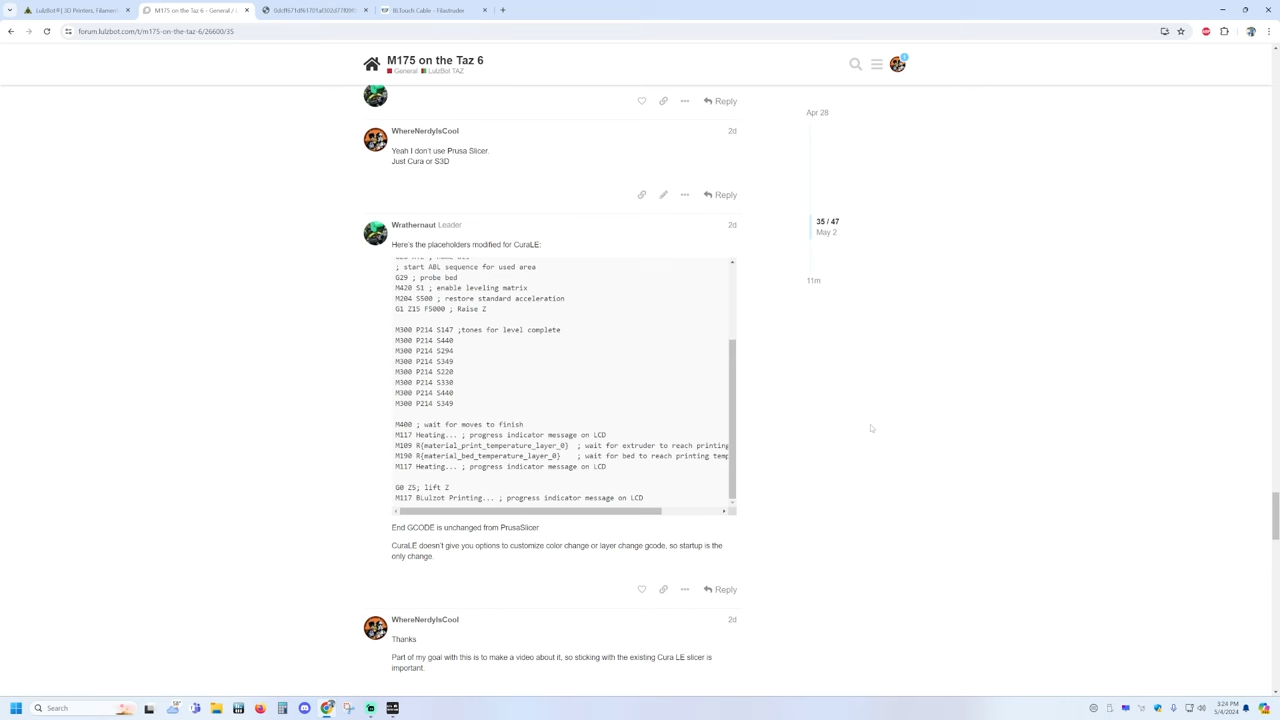 LulzBot® | 3D Printers, Filament
M175 on the Taz 6 - General / L
0dcff671df61701af302d77f09f
BLTouch Cable - Filastruder
forum.lulzbot.com/t/m175-on-the-taz-6/26600/35
M175 on the Taz 6
General LulzBot TAZ
Reply
Apr 28
WhereNerdyIsCool
2d
Yeah I don't use Prusa Slicer.
Just Cura or S3D
Reply
Wrathernaut Leader
2d
35 / 47
May 2
11m
Here's the placeholders modified for CuraLE:
; start ABL sequence for used area
G29 ; probe bed
M420 S1 ; enable leveling matrix
M204 S500 ; restore standard acceleration
G1 Z15 F5000 ; Raise Z
M300 P214 S147 ;tones for level complete
M300 P214 S440
M300 P214 S294
M300 P214 S349
M300 P214 S220
M300 P214 S330
M300 P214 S440
M300 P214 S349
M400 ; wait for moves to finish
M117 Heating... ; progress indicator message on LCD
M109 R{material_print_temperature_layer_0} ; wait for extruder to reach printing
M190 R{material_bed_temperature_layer_0} ; wait for bed to reach printing temp
M117 Heating... ; progress indicator message on LCD
G0 Z5; lift Z
M117 BLulzbot Printing... ; progress indicator message on LCD
End GCODE is unchanged from PrusaSlicer
CuraLE doesn't give you options to customize color change or layer change gcode, so startup is the
only change.
Reply
WhereNerdyIsCool
2d
Thanks
Part of my goal with this is to make a video about it, so sticking with the existing Cura LE slicer is
important.
Search
58°
3:24 PM
5/4/2024